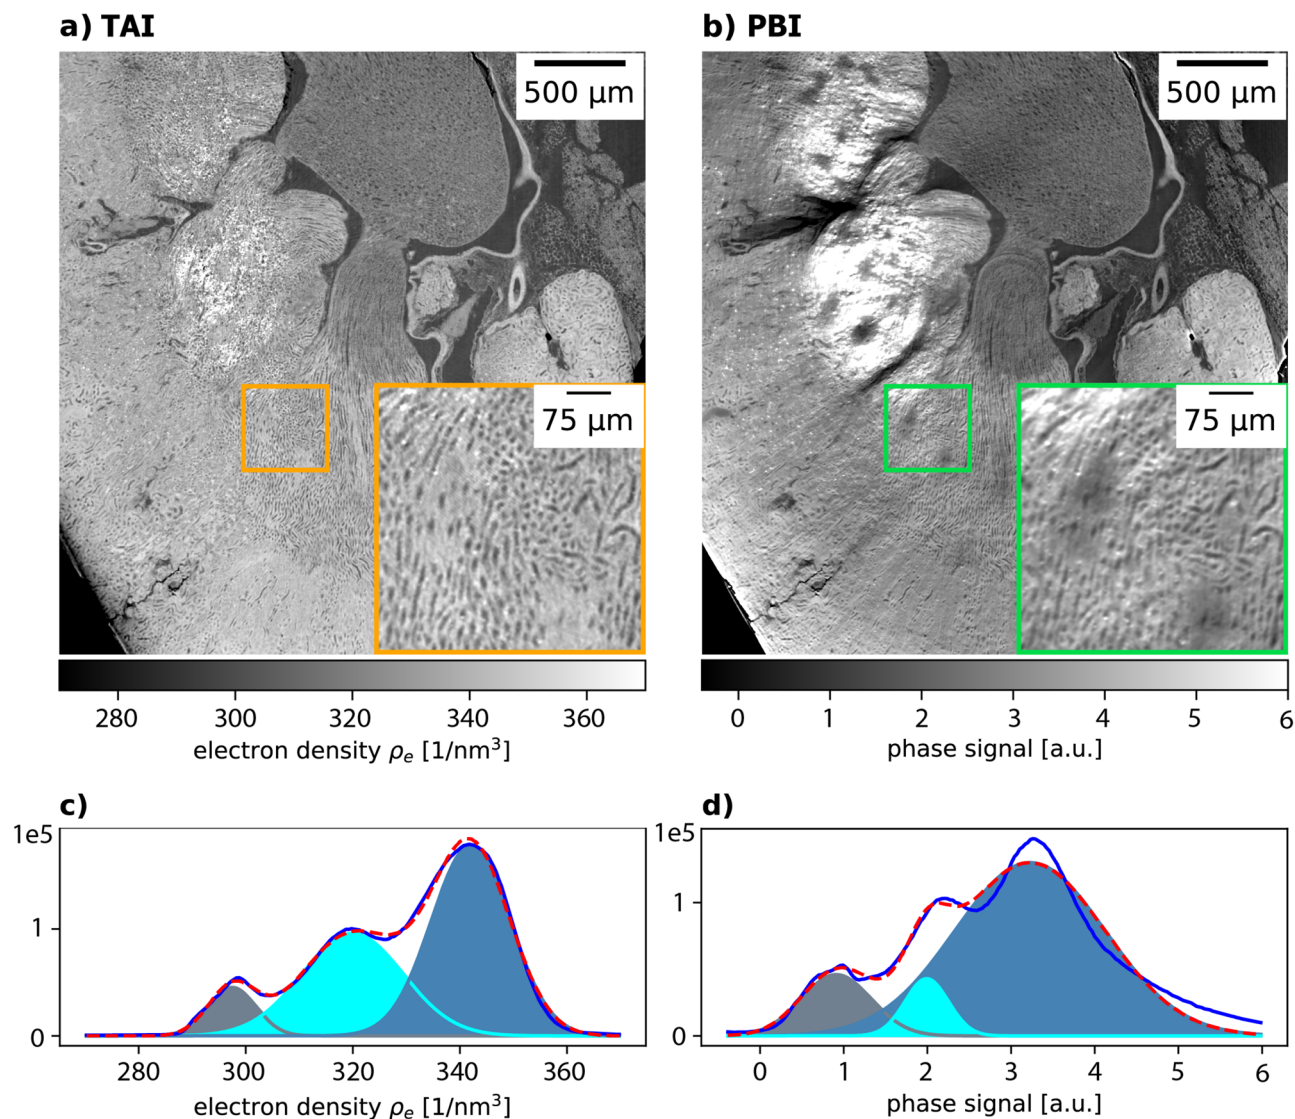 a) TAI
b) PBI
500 µm
500 µm
75 µm
75 µm
280 300 320 340 360
electron density ρₑ [1/nm³]
0 1 2 3 4 5 6
phase signal [a.u.]
c)
d)
1e5
1
0
280 300 320 340 360
electron density ρₑ [1/nm³]
1e5
1
0
0 1 2 3 4 5 6
phase signal [a.u.]